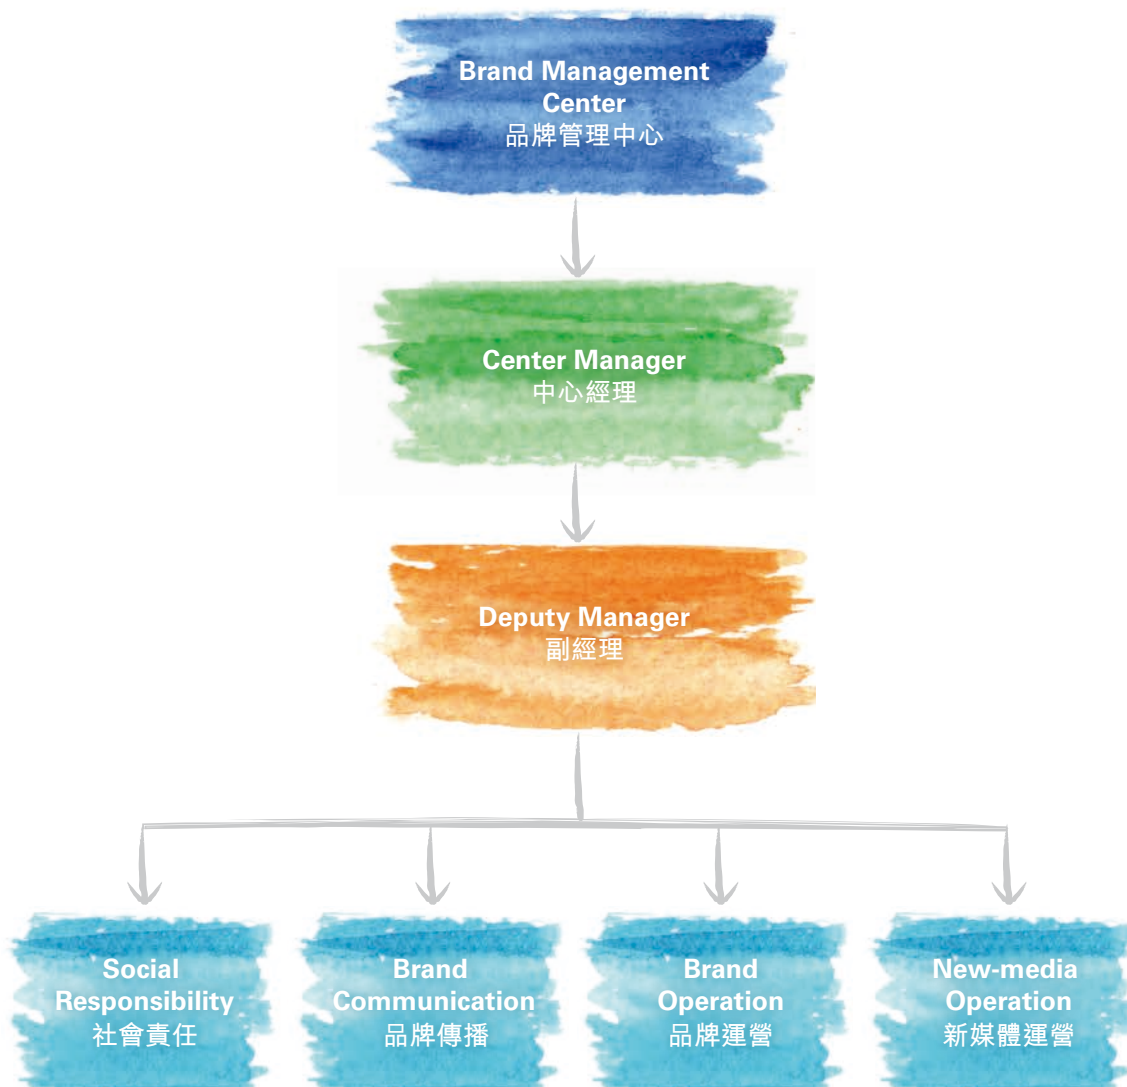 Brand Management
Center
品牌管理中心
Center Manager
中心經理
Deputy Manager
副經理
Social
Responsibility
社會責任
Brand
Communication
品牌傳播
Brand
Operation
品牌運營
New-media
Operation
新媒體運營